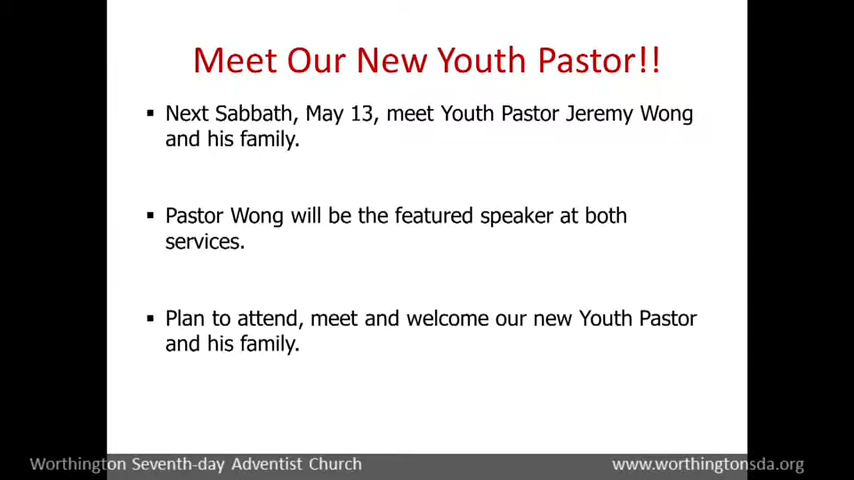 Meet Our New Youth Pastor!!
▪ Next Sabbath, May 13, meet Youth Pastor Jeremy Wong
and his family.
▪ Pastor Wong will be the featured speaker at both
services.
▪ Plan to attend, meet and welcome our new Youth Pastor
and his family.
Worthington Seventh-day Adventist Church
www.worthingtonsda.org